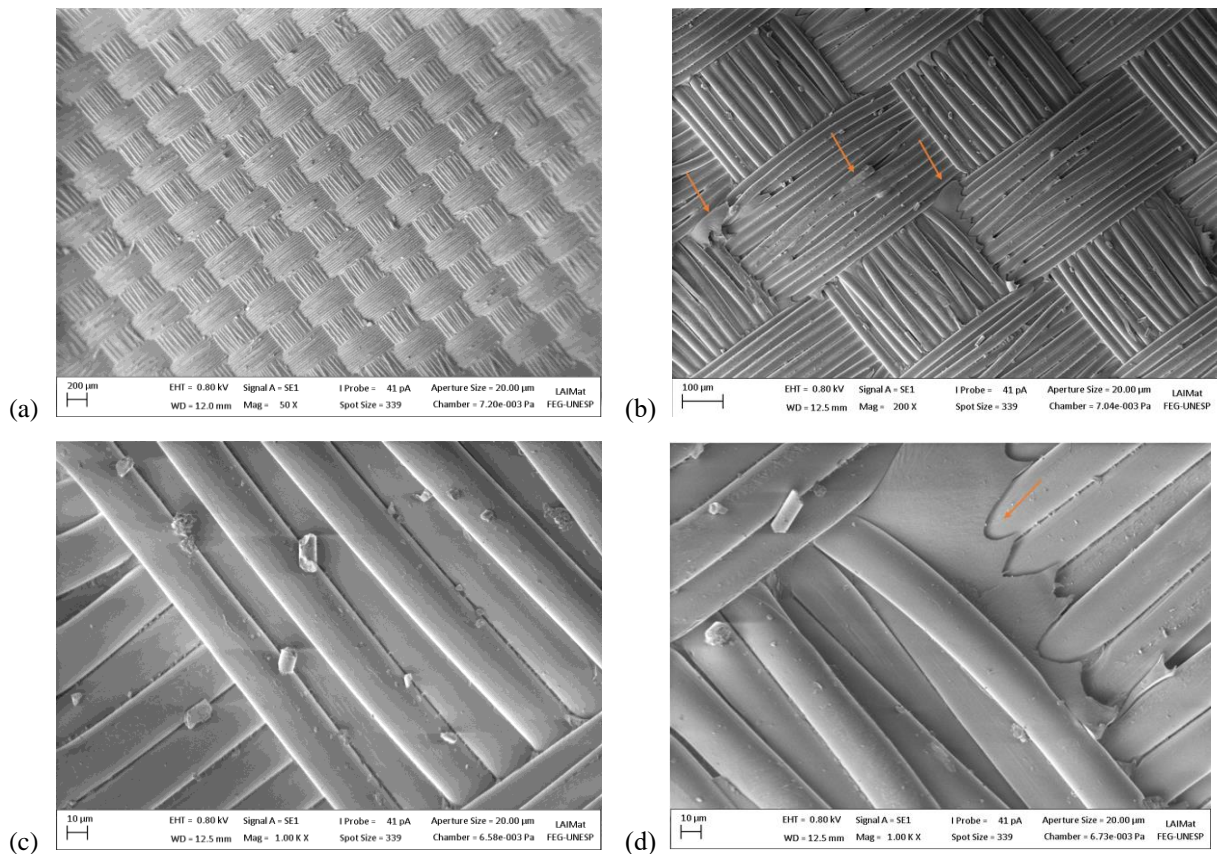 200 µm EHT = 0.80 kV Signal A = SE1 I Probe = 41 pA Aperture Size = 20.00 µm LAIMat
(a) WD = 12.0 mm Mag = 50 X Spot Size = 339 Chamber = 7.20e-003 Pa FEG-UNESP
100 µm EHT = 0.80 kV Signal A = SE1 I Probe = 41 pA Aperture Size = 20.00 µm LAIMat
(b) WD = 12.5 mm Mag = 200 X Spot Size = 339 Chamber = 7.04e-003 Pa FEG-UNESP
10 µm EHT = 0.80 kV Signal A = SE1 I Probe = 41 pA Aperture Size = 20.00 µm LAIMat
(c) WD = 12.5 mm Mag = 1.00 K X Spot Size = 339 Chamber = 6.58e-003 Pa FEG-UNESP
10 µm EHT = 0.80 kV Signal A = SE1 I Probe = 41 pA Aperture Size = 20.00 µm LAIMat
(d) WD = 12.5 mm Mag = 1.00 K X Spot Size = 339 Chamber = 6.73e-003 Pa FEG-UNESP